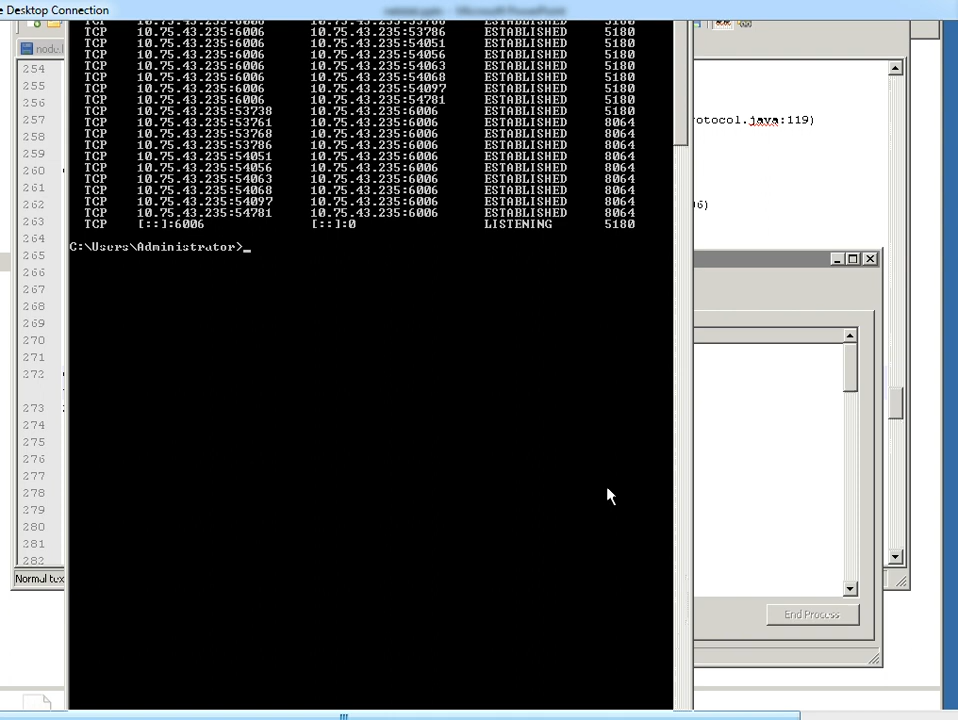 e Desktop Connection
TCP 10.75.43.235:6006 10.75.43.235:53786 ESTABLISHED 5180
TCP 10.75.43.235:6006 10.75.43.235:54051 ESTABLISHED 5180
TCP 10.75.43.235:6006 10.75.43.235:54056 ESTABLISHED 5180
TCP 10.75.43.235:6006 10.75.43.235:54063 ESTABLISHED 5180
TCP 10.75.43.235:6006 10.75.43.235:54068 ESTABLISHED 5180
TCP 10.75.43.235:6006 10.75.43.235:54097 ESTABLISHED 5180
TCP 10.75.43.235:6006 10.75.43.235:54781 ESTABLISHED 5180
TCP 10.75.43.235:53738 10.75.43.235:6006 ESTABLISHED 8064
TCP 10.75.43.235:53761 10.75.43.235:6006 ESTABLISHED 8064
TCP 10.75.43.235:53768 10.75.43.235:6006 ESTABLISHED 8064
TCP 10.75.43.235:53786 10.75.43.235:6006 ESTABLISHED 8064
TCP 10.75.43.235:54051 10.75.43.235:6006 ESTABLISHED 8064
TCP 10.75.43.235:54056 10.75.43.235:6006 ESTABLISHED 8064
TCP 10.75.43.235:54063 10.75.43.235:6006 ESTABLISHED 8064
TCP 10.75.43.235:54068 10.75.43.235:6006 ESTABLISHED 8064
TCP 10.75.43.235:54097 10.75.43.235:6006 ESTABLISHED 8064
TCP 10.75.43.235:54781 10.75.43.235:6006 ESTABLISHED 8064
TCP [::]:6006 [::]:0 LISTENING 5180
C:\Users\Administrator>_
node.l
254
255
256
257
258
259
260
261
262
263
264
265
266
267
268
269
270
271
272
273
274
275
276
277
278
279
280
281
282
otocol.java:119)
06)
Normal tex
End Process